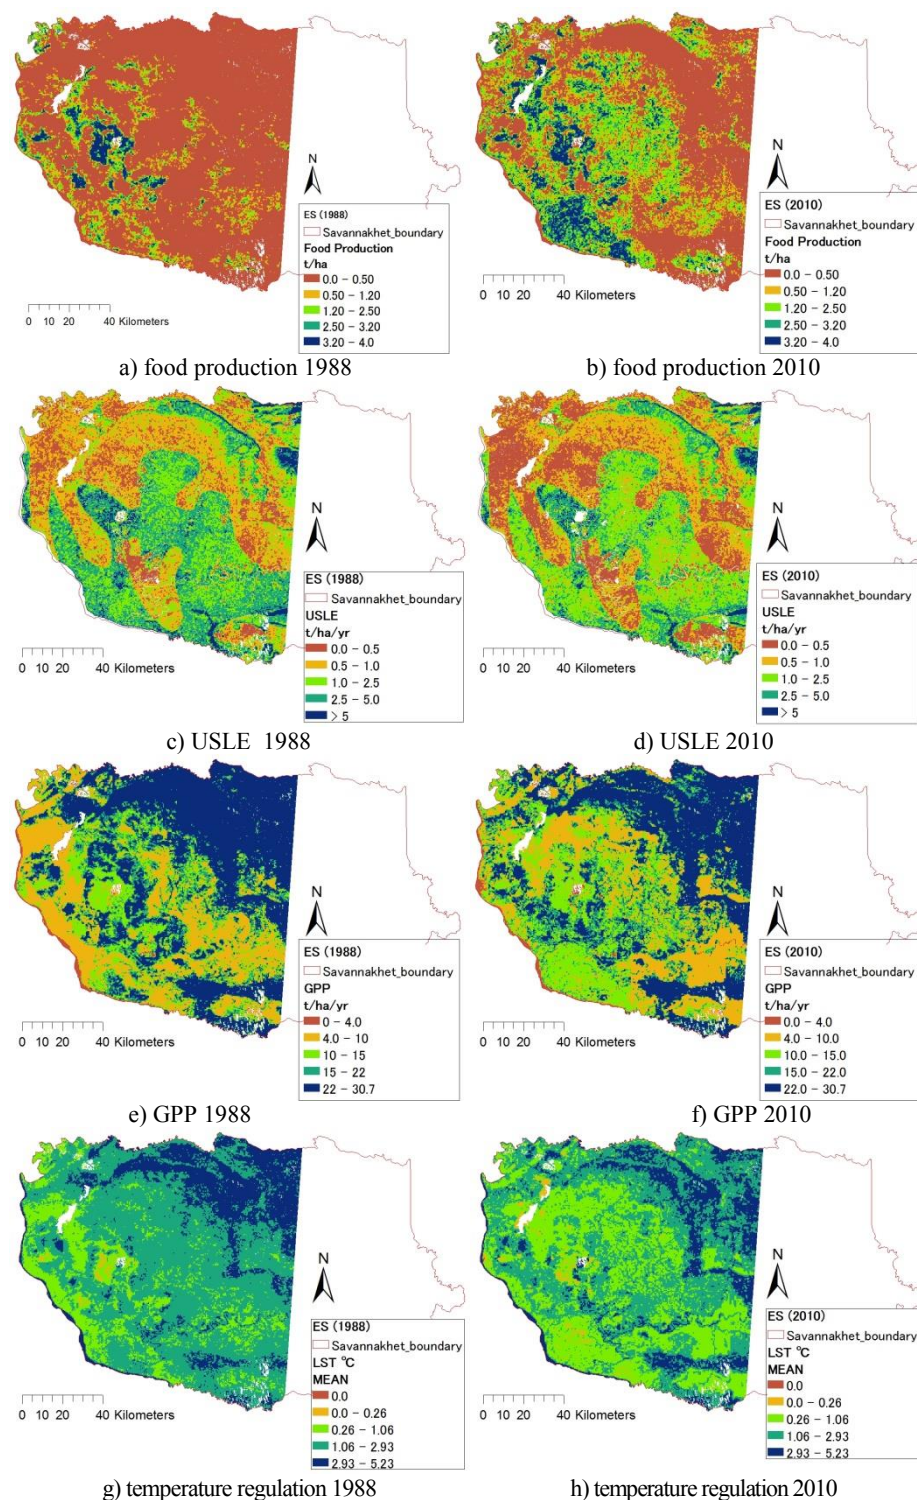 N
ES (1988)
Savannakhet_boundary
Food Production
t/ha
0.0 – 0.50
0.50 – 1.20
1.20 – 2.50
2.50 – 3.20
3.20 – 4.0
0 10 20 40 Kilometers
a) food production 1988
N
ES (2010)
Savannakhet_boundary
Food Production
t/ha
0.0 – 0.50
0.50 – 1.20
1.20 – 2.50
2.50 – 3.20
3.20 – 4.0
0 10 20 40 Kilometers
b) food production 2010
N
ES (1988)
Savannakhet_boundary
USLE
t/ha/yr
0.0 – 0.5
0.5 – 1.0
1.0 – 2.5
2.5 – 5.0
> 5
0 10 20 40 Kilometers
c) USLE 1988
N
ES (2010)
Savannakhet_boundary
USLE
t/ha/yr
0.0 – 0.5
0.5 – 1.0
1.0 – 2.5
2.5 – 5.0
> 5
0 10 20 40 Kilometers
d) USLE 2010
N
ES (1988)
Savannakhet_boundary
GPP
t/ha/yr
0 – 4.0
4.0 – 10
10 – 15
15 – 22
22 – 30.7
0 10 20 40 Kilometers
e) GPP 1988
N
ES (2010)
Savannakhet_boundary
GPP
t/ha/yr
0.0 – 4.0
4.0 – 10.0
10.0 – 15.0
15.0 – 22.0
22.0 – 30.7
0 10 20 40 Kilometers
f) GPP 2010
N
ES (1988)
Savannakhet_boundary
LST °C
MEAN
0.0
0.0 – 0.26
0.26 – 1.06
1.06 – 2.93
2.93 – 5.23
0 10 20 40 Kilometers
g) temperature regulation 1988
N
ES (2010)
Savannakhet_boundary
LST °C
MEAN
0.0
0.0 – 0.26
0.26 – 1.06
1.06 – 2.93
2.93 – 5.23
0 10 20 40 Kilometers
h) temperature regulation 2010